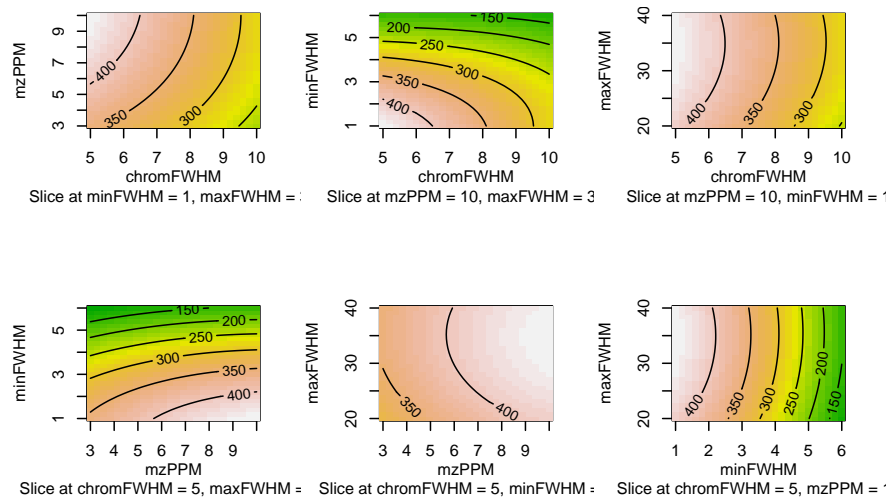 mzPPM
3 5 7 9
400
350
300
5 6 7 8 9 10
chromFWHM
Slice at minFWHM = 1, maxFWHM =
minFWHM
1 3 5
150
200
250
300
350
400
5 6 7 8 9 10
chromFWHM
Slice at mzPPM = 10, maxFWHM = 3
maxFWHM
20 30 40
400
350
300
5 6 7 8 9 10
chromFWHM
Slice at mzPPM = 10, minFWHM = 1
minFWHM
1 3 5
150
200
250
300
350
400
3 4 5 6 7 8 9
mzPPM
Slice at chromFWHM = 5, maxFWHM =
maxFWHM
20 30 40
350
400
3 4 5 6 7 8 9
mzPPM
Slice at chromFWHM = 5, minFWHM =
maxFWHM
20 30 40
400
350
300
250
200
150
1 2 3 4 5 6
minFWHM
Slice at chromFWHM = 5, mzPPM = 1